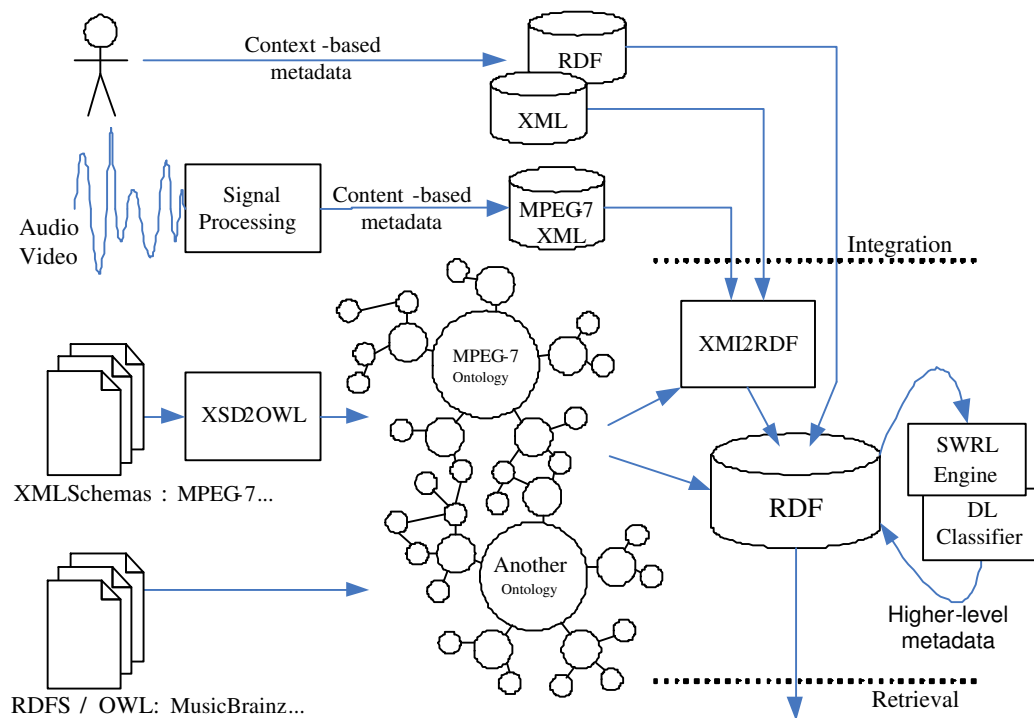 Context -based
metadata
RDF
XML
Signal
Processing
Content -based
metadata
MPEG-7
XML
Audio
Video
Integration
MPEG-7
Ontology
XMl2RDF
XSD2OWL
SWRL
Engine
DL
Classifier
RDF
XMLSchemas : MPEG-7...
Another
Ontology
Higher-level
metadata
RDFS / OWL: MusicBrainz...
Retrieval